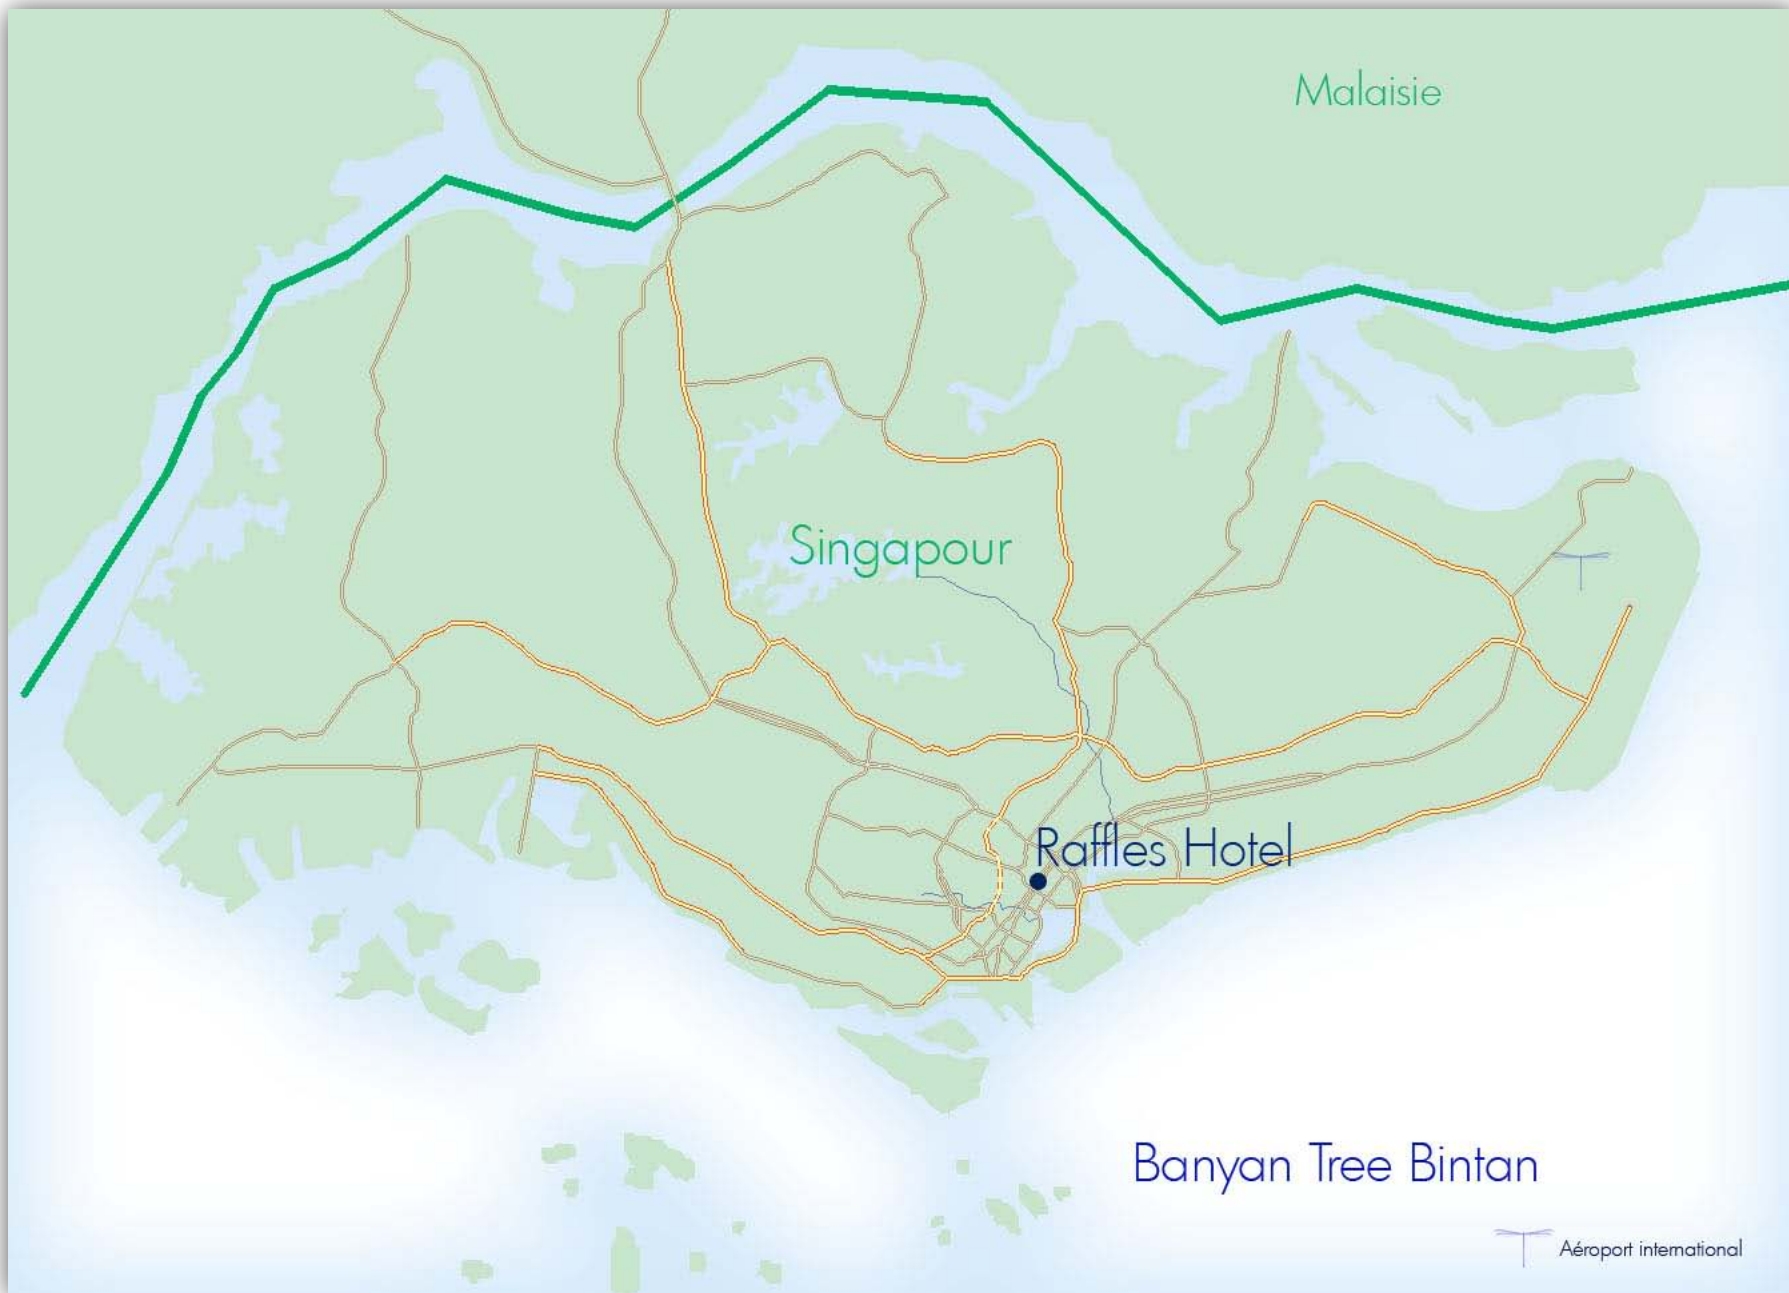 Malaisie
Singapour
Raffles Hotel
Banyan Tree Bintan
Aéroport international